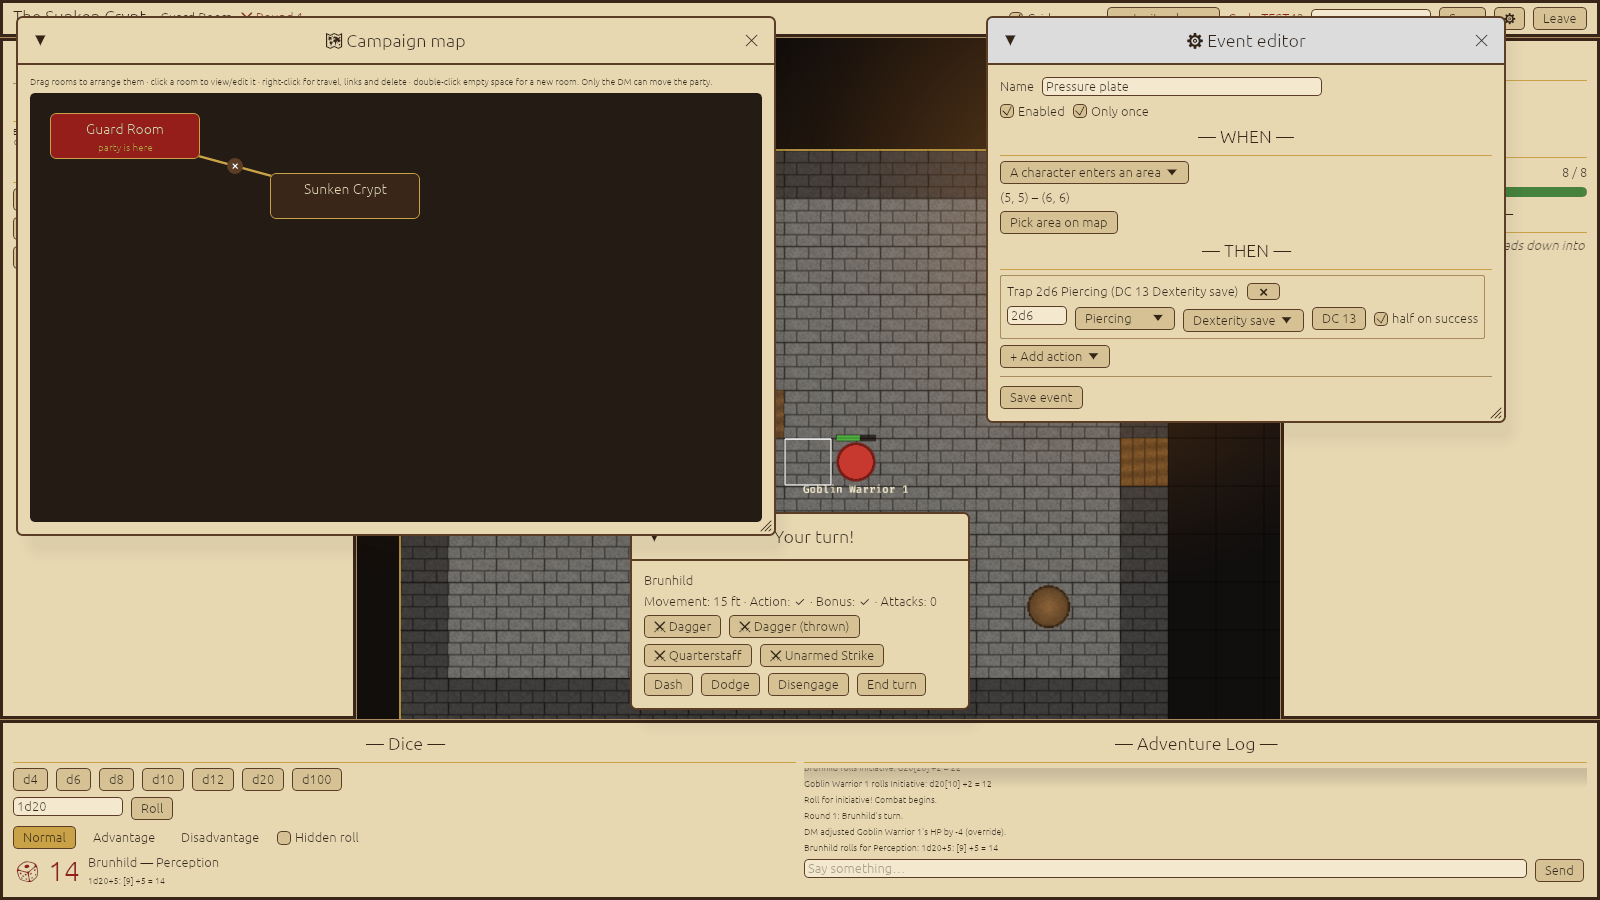 Leave
Campaign map
Drag rooms to arrange them · click a room to view/edit it · right-click for travel, links and delete · double-click empty space for a new room. Only the DM can move the party.
Guard Room
party is here
Sunken Crypt
Event editor
Name Pressure plate
Enabled Only once
— WHEN —
A character enters an area
(5, 5) – (6, 6)
Pick area on map
— THEN —
Trap 2d6 Piercing (DC 13 Dexterity save)
2d6 Piercing Dexterity save DC 13 half on success
+ Add action
Save event
8 / 8
down into
Goblin Warrior 1
Your turn!
Brunhild
Movement: 15 ft · Action: ✓ · Bonus: ✓ · Attacks: 0
Dagger Dagger (thrown)
Quarterstaff Unarmed Strike
Dash Dodge Disengage End turn
— Dice —
d4 d6 d8 d10 d12 d20 d100
1d20 Roll
Normal Advantage Disadvantage Hidden roll
14 Brunhild — Perception
1d20+5: [9] +5 = 14
— Adventure Log —
Brunhild rolls Initiative: d20[20] +2 = 22
Goblin Warrior 1 rolls Initiative: d20[10] +2 = 12
Roll for initiative! Combat begins.
Round 1: Brunhild's turn.
DM adjusted Goblin Warrior 1's HP by -4 (override).
Brunhild rolls for Perception: 1d20+5: [9] +5 = 14
Say something... Send